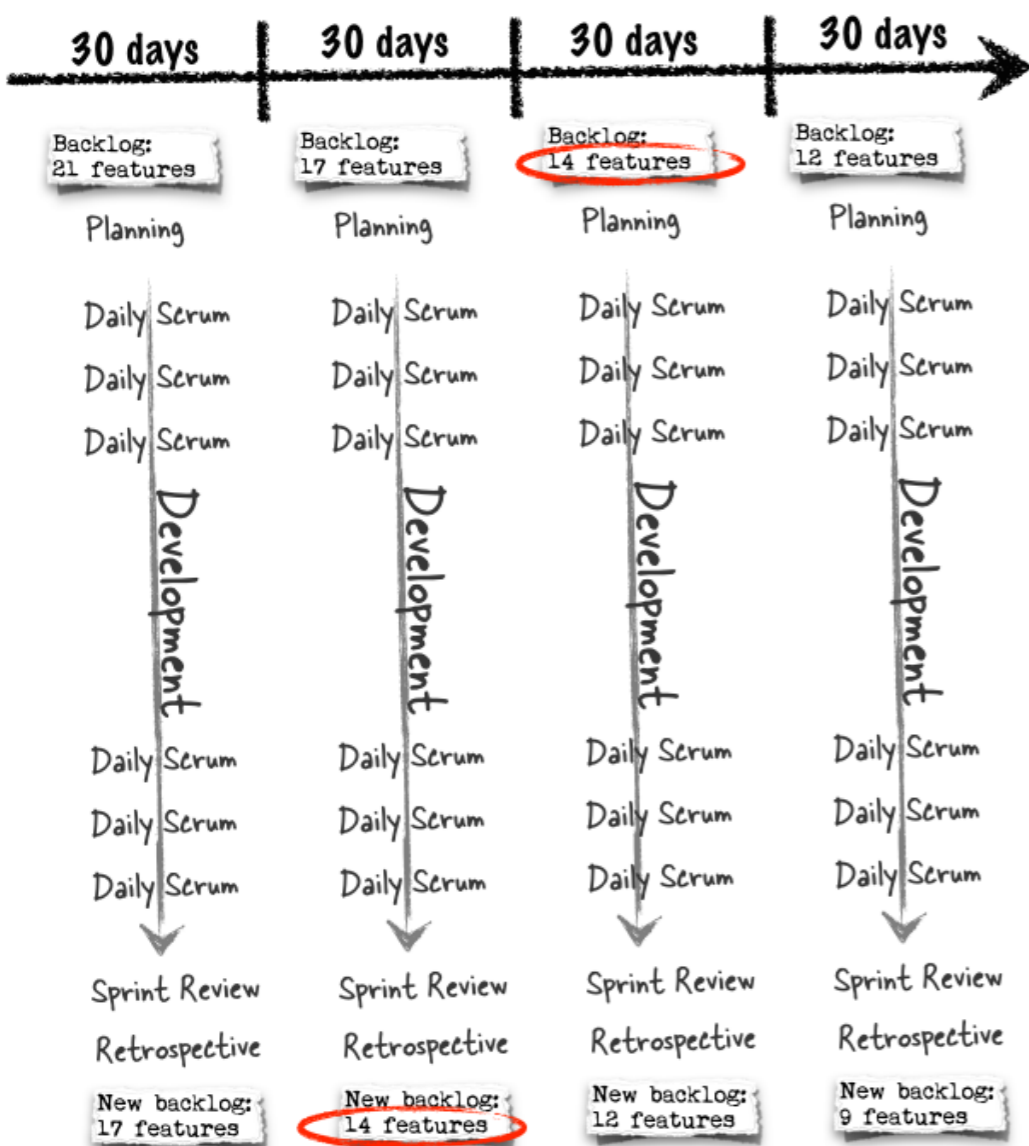 30 days
30 days
30 days
30 days
Backlog:
21 features
Backlog:
17 features
Backlog:
14 features
Backlog:
12 features
Planning
Planning
Planning
Planning
Daily Scrum
Daily Scrum
Daily Scrum
Daily Scrum
Daily Scrum
Daily Scrum
Daily Scrum
Daily Scrum
Daily Scrum
Daily Scrum
Daily Scrum
Daily Scrum
Development
Development
Development
Development
Daily Scrum
Daily Scrum
Daily Scrum
Daily Scrum
Daily Scrum
Daily Scrum
Daily Scrum
Daily Scrum
Daily Scrum
Daily Scrum
Daily Scrum
Daily Scrum
Sprint Review
Sprint Review
Sprint Review
Sprint Review
Retrospective
Retrospective
Retrospective
Retrospective
New backlog:
17 features
New backlog:
14 features
New backlog:
12 features
New backlog:
9 features